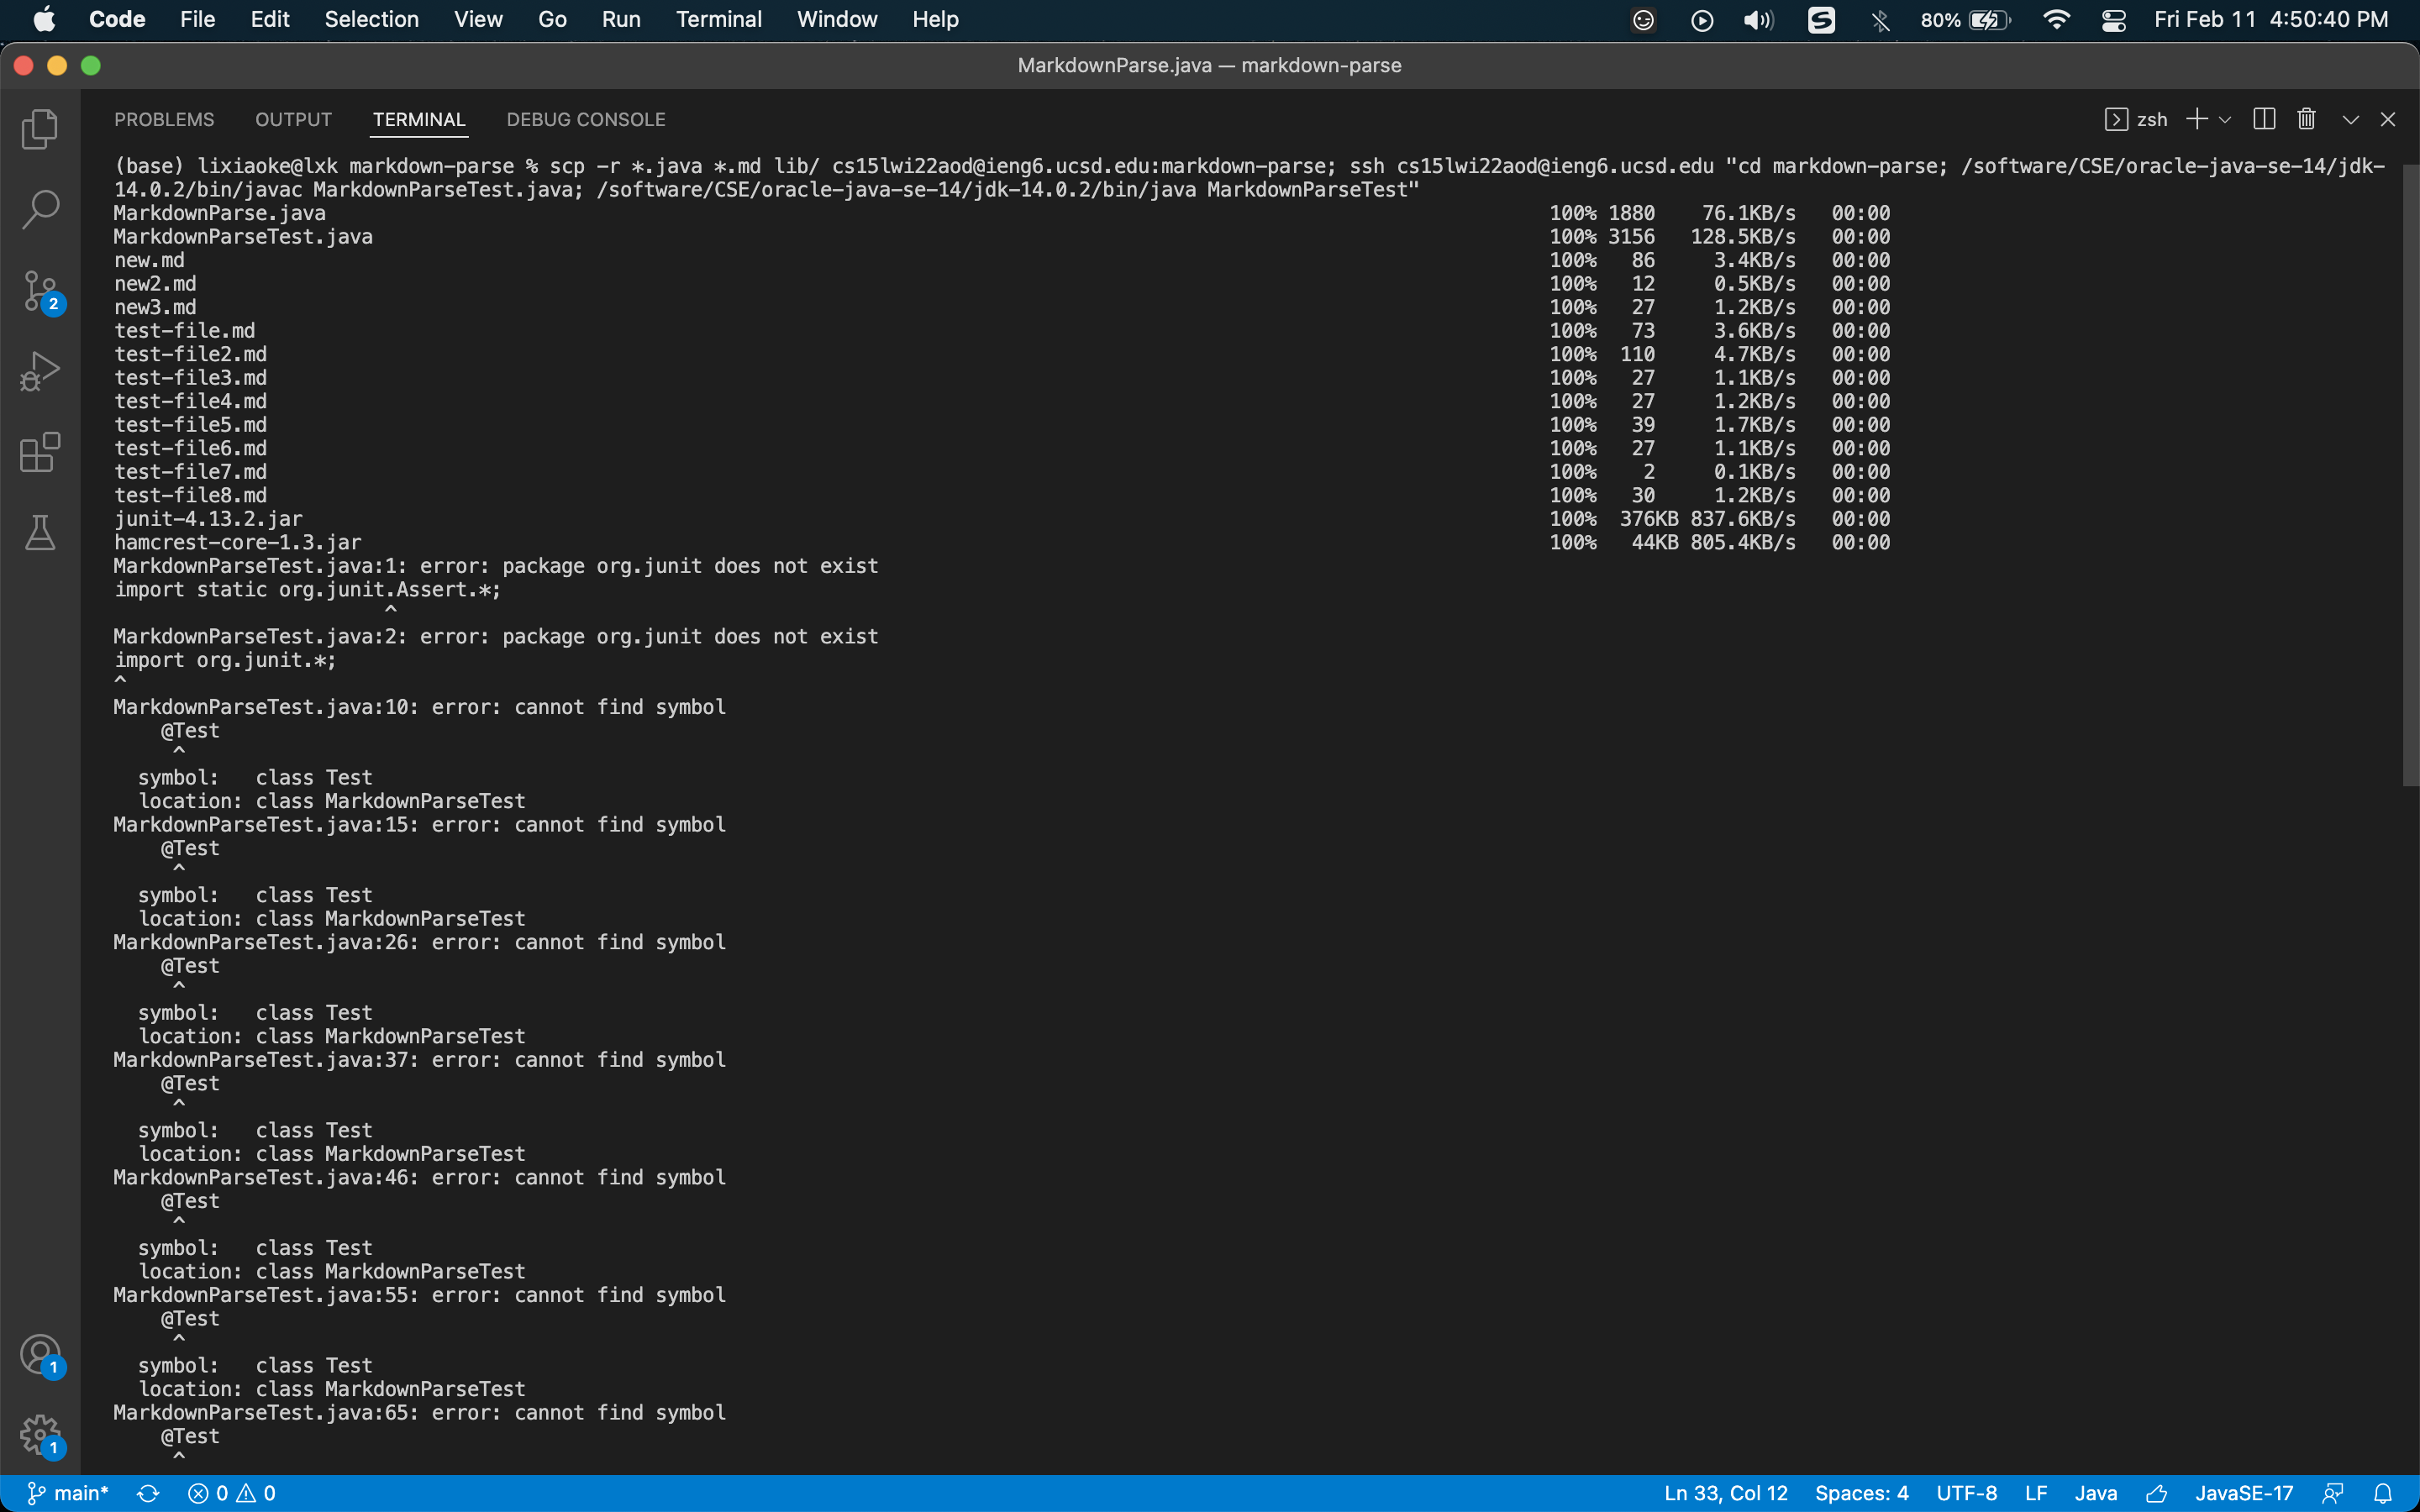 Code File Edit Selection View Go Run Terminal Window Help 80% Fri Feb 11 4:50:40 PM
MarkdownParse.java — markdown-parse
PROBLEMS OUTPUT TERMINAL DEBUG CONSOLE zsh
(base) lixiaoke@lxk markdown-parse % scp -r *.java *.md lib/ cs15lwi22aod@ieng6.ucsd.edu:markdown-parse; ssh cs15lwi22aod@ieng6.ucsd.edu "cd markdown-parse; /software/CSE/oracle-java-se-14/jdk-
14.0.2/bin/javac MarkdownParseTest.java; /software/CSE/oracle-java-se-14/jdk-14.0.2/bin/java MarkdownParseTest"
MarkdownParse.java 100% 1880 76.1KB/s 00:00
MarkdownParseTest.java 100% 3156 128.5KB/s 00:00
new.md 100% 86 3.4KB/s 00:00
new2.md 100% 12 0.5KB/s 00:00
new3.md 100% 27 1.2KB/s 00:00
test-file.md 100% 73 3.6KB/s 00:00
test-file2.md 100% 110 4.7KB/s 00:00
test-file3.md 100% 27 1.1KB/s 00:00
test-file4.md 100% 27 1.2KB/s 00:00
test-file5.md 100% 39 1.7KB/s 00:00
test-file6.md 100% 27 1.1KB/s 00:00
test-file7.md 100% 2 0.1KB/s 00:00
test-file8.md 100% 30 1.2KB/s 00:00
junit-4.13.2.jar 100% 376KB 837.6KB/s 00:00
hamcrest-core-1.3.jar 100% 44KB 805.4KB/s 00:00
MarkdownParseTest.java:1: error: package org.junit does not exist
import static org.junit.Assert.*;
^
MarkdownParseTest.java:2: error: package org.junit does not exist
import org.junit.*;
^
MarkdownParseTest.java:10: error: cannot find symbol
@Test
^
symbol: class Test
location: class MarkdownParseTest
MarkdownParseTest.java:15: error: cannot find symbol
@Test
^
symbol: class Test
location: class MarkdownParseTest
MarkdownParseTest.java:26: error: cannot find symbol
@Test
^
symbol: class Test
location: class MarkdownParseTest
MarkdownParseTest.java:37: error: cannot find symbol
@Test
^
symbol: class Test
location: class MarkdownParseTest
MarkdownParseTest.java:46: error: cannot find symbol
@Test
^
symbol: class Test
location: class MarkdownParseTest
MarkdownParseTest.java:55: error: cannot find symbol
@Test
^
symbol: class Test
location: class MarkdownParseTest
MarkdownParseTest.java:65: error: cannot find symbol
@Test
^
2
1
1
main* 0 0 Ln 33, Col 12 Spaces: 4 UTF-8 LF Java JavaSE-17